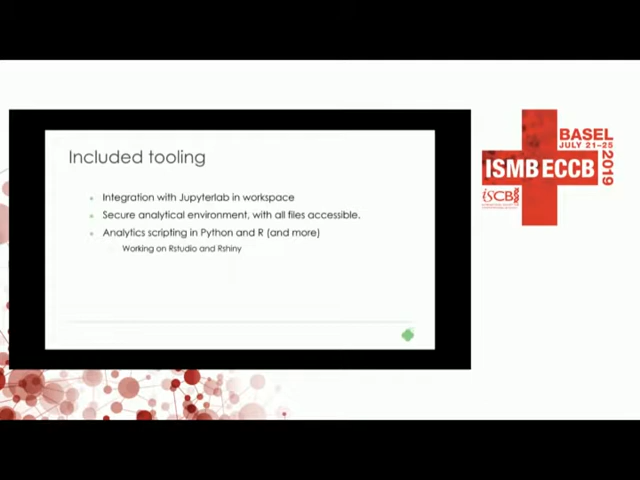 Included tooling
Integration with Jupyterlab in workspace
Secure analytical environment, with all files accessible.
Analytics scripting in Python and R (and more)
Working on Rstudio and Rshiny
BASEL
JULY 21-25
2019
ISMB ECCB
ISCB